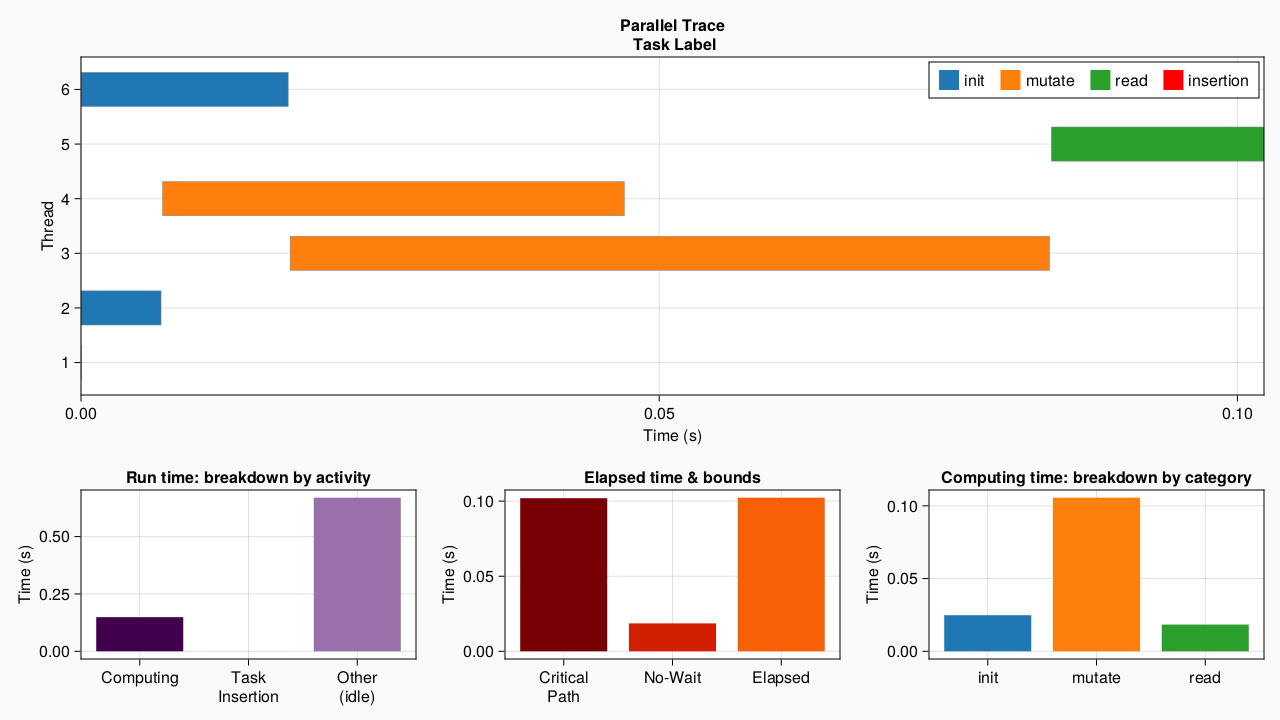 Parallel Trace
Task Label
init mutate read insertion
6
5
4
3
2
1
Thread
0.00 0.05 0.10
Time (s)
Run time: breakdown by activity
0.50
0.25
0.00
Time (s)
Computing Task Insertion Other (idle)
Elapsed time & bounds
0.10
0.05
0.00
Time (s)
Critical Path No-Wait Elapsed
Computing time: breakdown by category
0.10
0.05
0.00
Time (s)
init mutate read